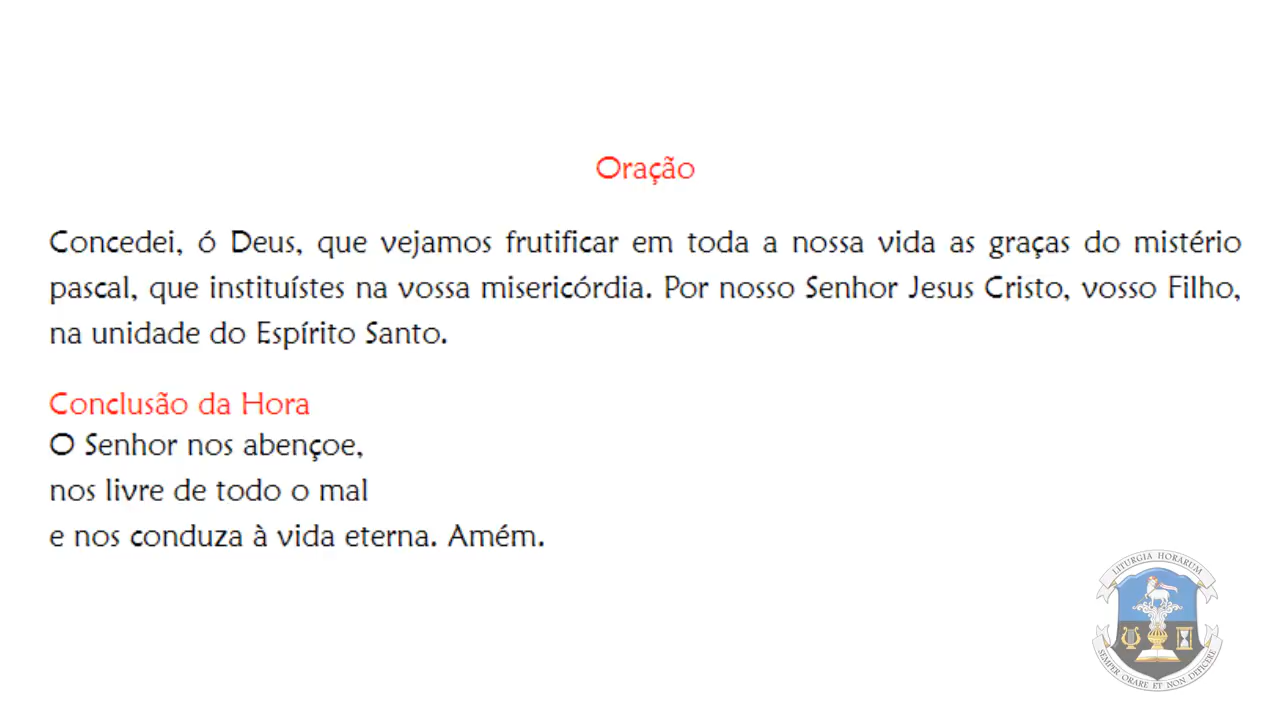 Oração
Concedei, ó Deus, que vejamos frutificar em toda a nossa vida as graças do mistério
pascal, que instituístes na vossa misericórdia. Por nosso Senhor Jesus Cristo, vosso Filho,
na unidade do Espírito Santo.
Conclusão da Hora
O Senhor nos abençoe,
nos livre de todo o mal
e nos conduza à vida eterna. Amém.
LITURGIA HORARUM
SEMPER ORARE ET NON DEFICERE